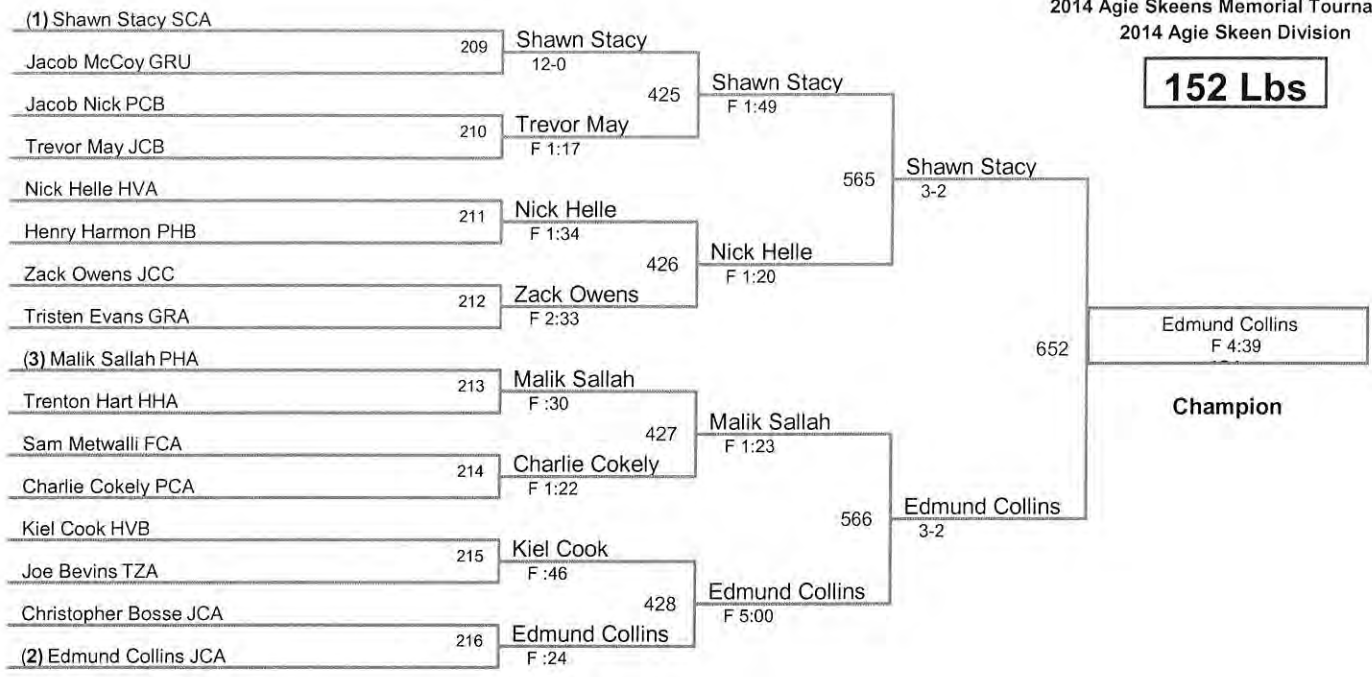 2014 Agie Skeens Memorial Tourna
2014 Agie Skeen Division
152 Lbs
(1) Shawn Stacy SCA
209
Jacob McCoy GRU
Shawn Stacy
12-0
Jacob Nick PCB
210
Trevor May JCB
Trevor May
F 1:17
425
Shawn Stacy
F 1:49
Nick Helle HVA
211
Henry Harmon PHB
Nick Helle
F 1:34
Zack Owens JCC
212
Tristen Evans GRA
Zack Owens
F 2:33
426
Nick Helle
F 1:20
565
Shawn Stacy
3-2
(3) Malik Sallah PHA
213
Trenton Hart HHA
Malik Sallah
F :30
Sam Metwalli FCA
214
Charlie Cokely PCA
Charlie Cokely
F 1:22
427
Malik Sallah
F 1:23
Kiel Cook HVB
215
Joe Bevins TZA
Kiel Cook
F :46
Christopher Bosse JCA
216
(2) Edmund Collins JCA
Edmund Collins
F :24
428
Edmund Collins
F 5:00
566
Edmund Collins
3-2
652
Edmund Collins
F 4:39
Champion